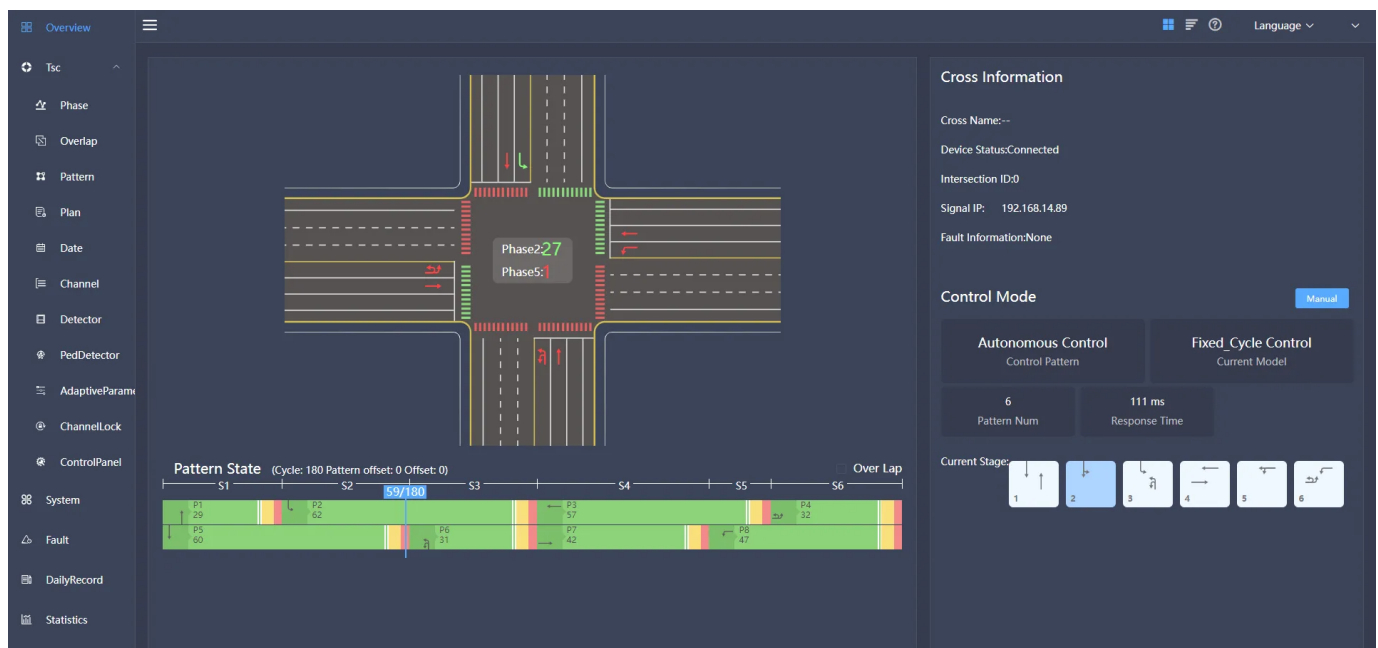 Overview
Language
Tsc
Phase
Overlap
Pattern
Plan
Date
Channel
Detector
PedDetector
AdaptiveParame
ChannelLock
ControlPanel
System
Fault
DailyRecord
Statistics
Phase2:27
Phase5:1
Pattern State (Cycle: 180 Pattern offset: 0 Offset: 0)
Over Lap
S1 S2 S3 S4 S5 S6
59/180
P1 P2 P3 P4
29 62 57 32
P5 P6 P7 P8
60 31 42 47
Cross Information
Cross Name:--
Device Status:Connected
Intersection ID:0
Signal IP: 192.168.14.89
Fault Information:None
Control Mode
Manual
Autonomous Control
Control Pattern
Fixed_Cycle Control
Current Model
6
Pattern Num
111 ms
Response Time
Current Stage:
1 2 3 4 5 6